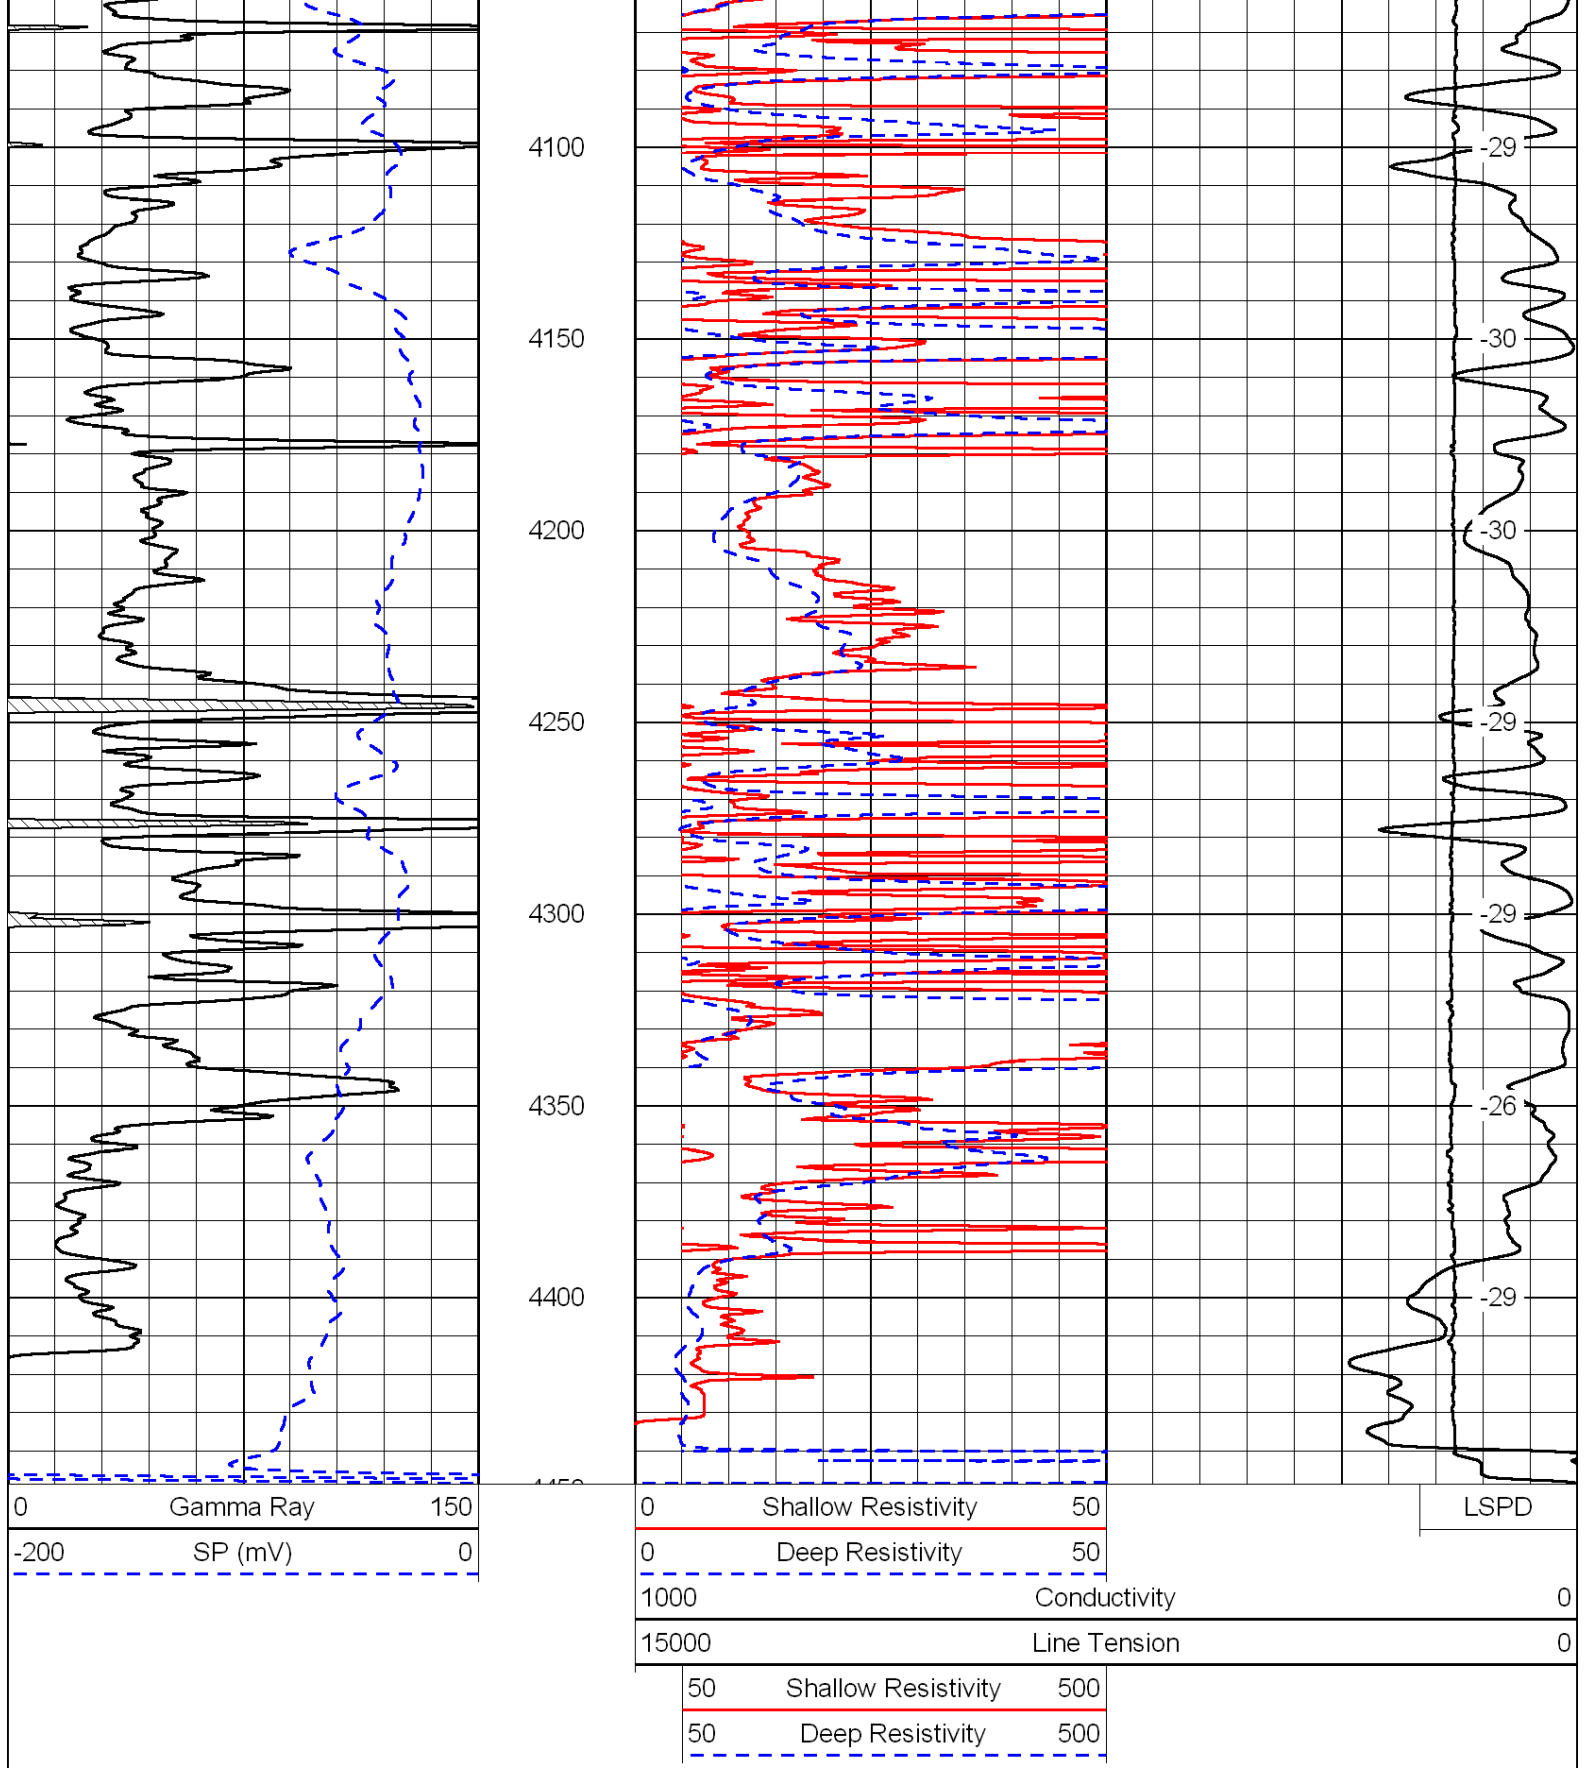 4100 -29
4150 -30
4200 -30
4250 -29
4300 -29
4350 -26
4400 -29
4450
0 Gamma Ray 150
-200 SP (mV) 0
0 Shallow Resistivity 50
0 Deep Resistivity 50
1000 Conductivity 0
15000 Line Tension 0
50 Shallow Resistivity 500
50 Deep Resistivity 500
LSPD